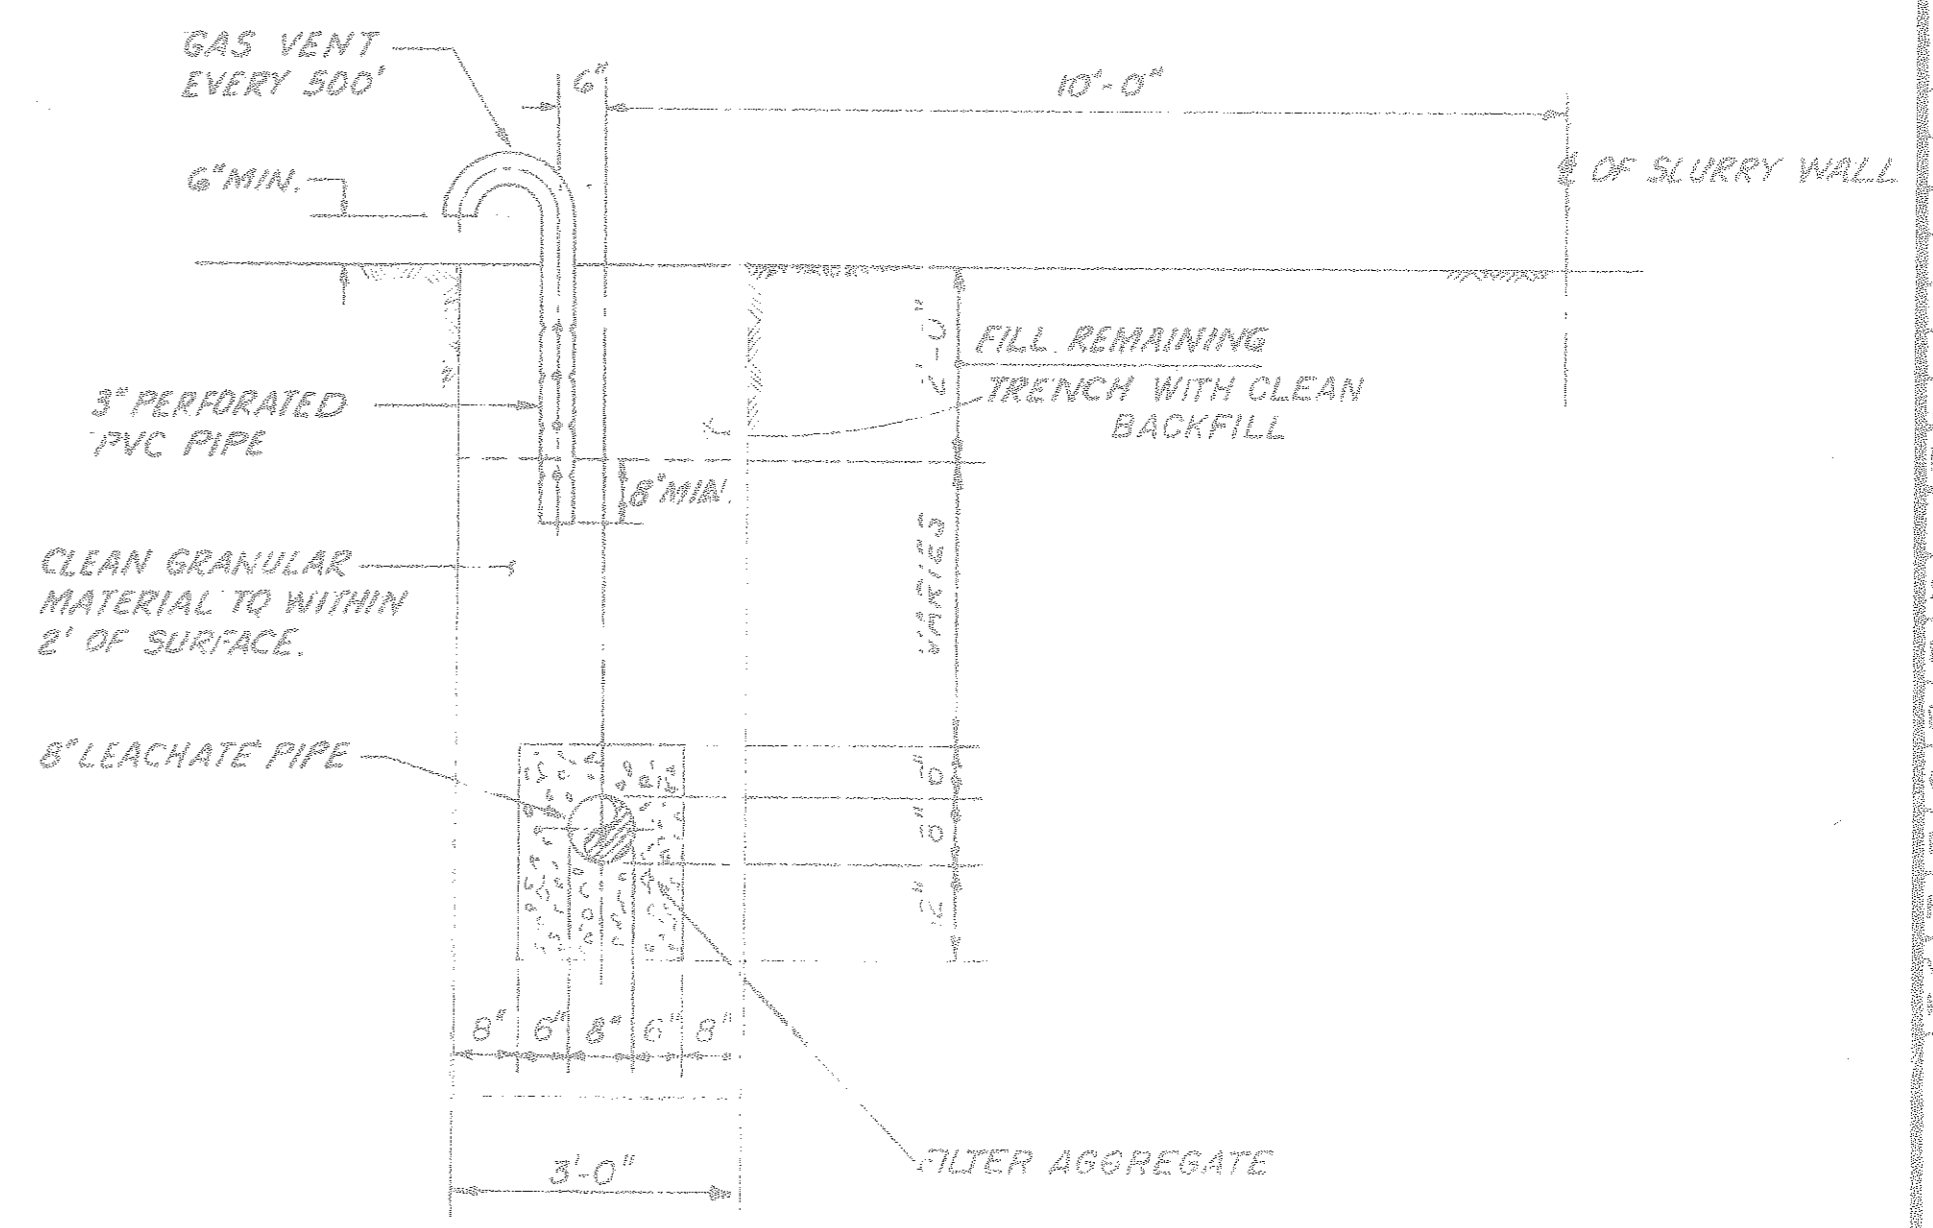 GAS VENT
EVERY 500'
6"
10'-0"
6" MIN.
℄ OF SLURRY WALL
2'-0"
FILL REMAINING
TRENCH WITH CLEAN
BACKFILL
3" PERFORATED
PVC PIPE
8" MIN.
CLEAN GRANULAR
MATERIAL TO WITHIN
2' OF SURFACE.
VARIES
8" LEACHATE PIPE
8" 6" 8" 6" 8"
3'-0"
FILTER AGGREGATE